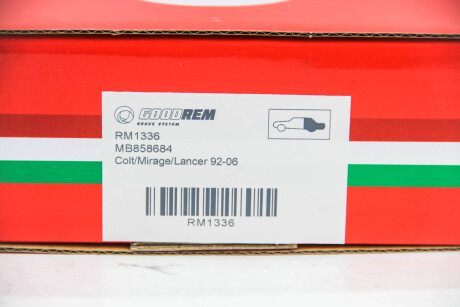 GOODREM
BRAKE SYSTEM
RM1336
MB858684
Colt/Mirage/Lancer 92-06
RM1336